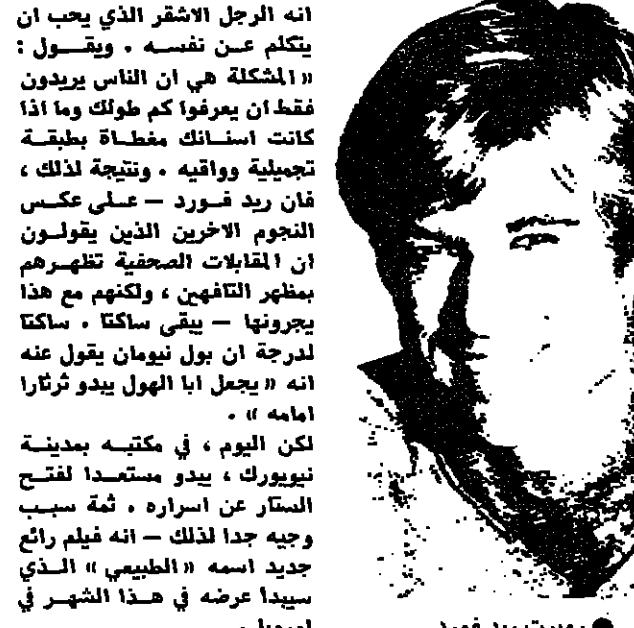 انه الرجل الاشقر الذي يحب ان
يتكلم عن نفسه . ويقول :
« المشكلة هي ان الناس يريدون
فقط ان يعرفوا كم طولك وما اذا
كانت اسنانك مغطاة بطبقة
تجميلية وواقيه . ونتيجة لذلك ،
فان ريد فورد — على عكس
النجوم الاخرين الذين يقولون
ان المقابلات الصحفية تظهرهم
بمظهر التافهين ، ولكنهم مع هذا
يجرونها — يبقى ساكتا . ساكتا
لدرجة ان بول نيومان يقول عنه
انه « يجعل ابا الهول يبدو ثرثارا
امامه » .
لكن اليوم ، في مكتبه بمدينة
نيويورك ، يبدو مستعدا لفتح
الستار عن اسراره . ثمة سبب
وجيه جدا لذلك — انه فيلم رائع
جديد اسمه « الطبيعي » الذي
سيبدأ عرضه في هذا الشهر في